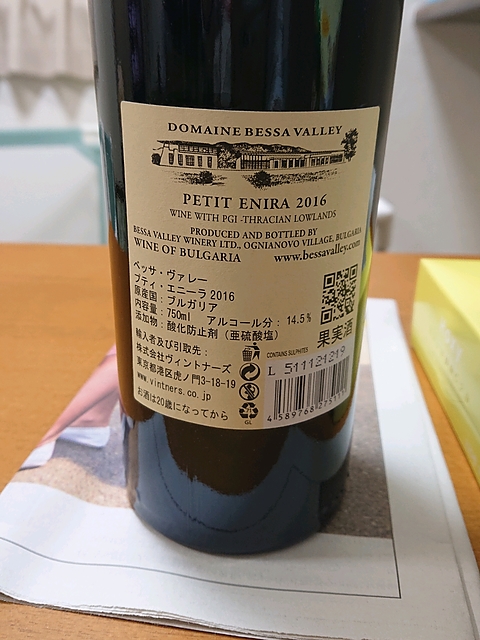 DOMAINE BESSA VALLEY
PETIT ENIRA 2016
WINE WITH PGI -THRACIAN LOWLANDS
PRODUCED AND BOTTLED BY
BESSA VALLEY WINERY LTD., OGNIANOVO VILLAGE, BULGARIA
WINE OF BULGARIA www.bessavalley.com
ベッサ・ヴァレー
プティ・エニーラ 2016
原産国：ブルガリア
内容量：750ml アルコール分：14.5%
添加物：酸化防止剤（亜硫酸塩）
果実酒
輸入者及び引取先：
株式会社ヴィントナーズ
東京都港区虎ノ門3-18-19
www.vintners.co.jp
お酒は20歳になってから
CONTAINS SULPHITES
L 511121219
GL
4 589768